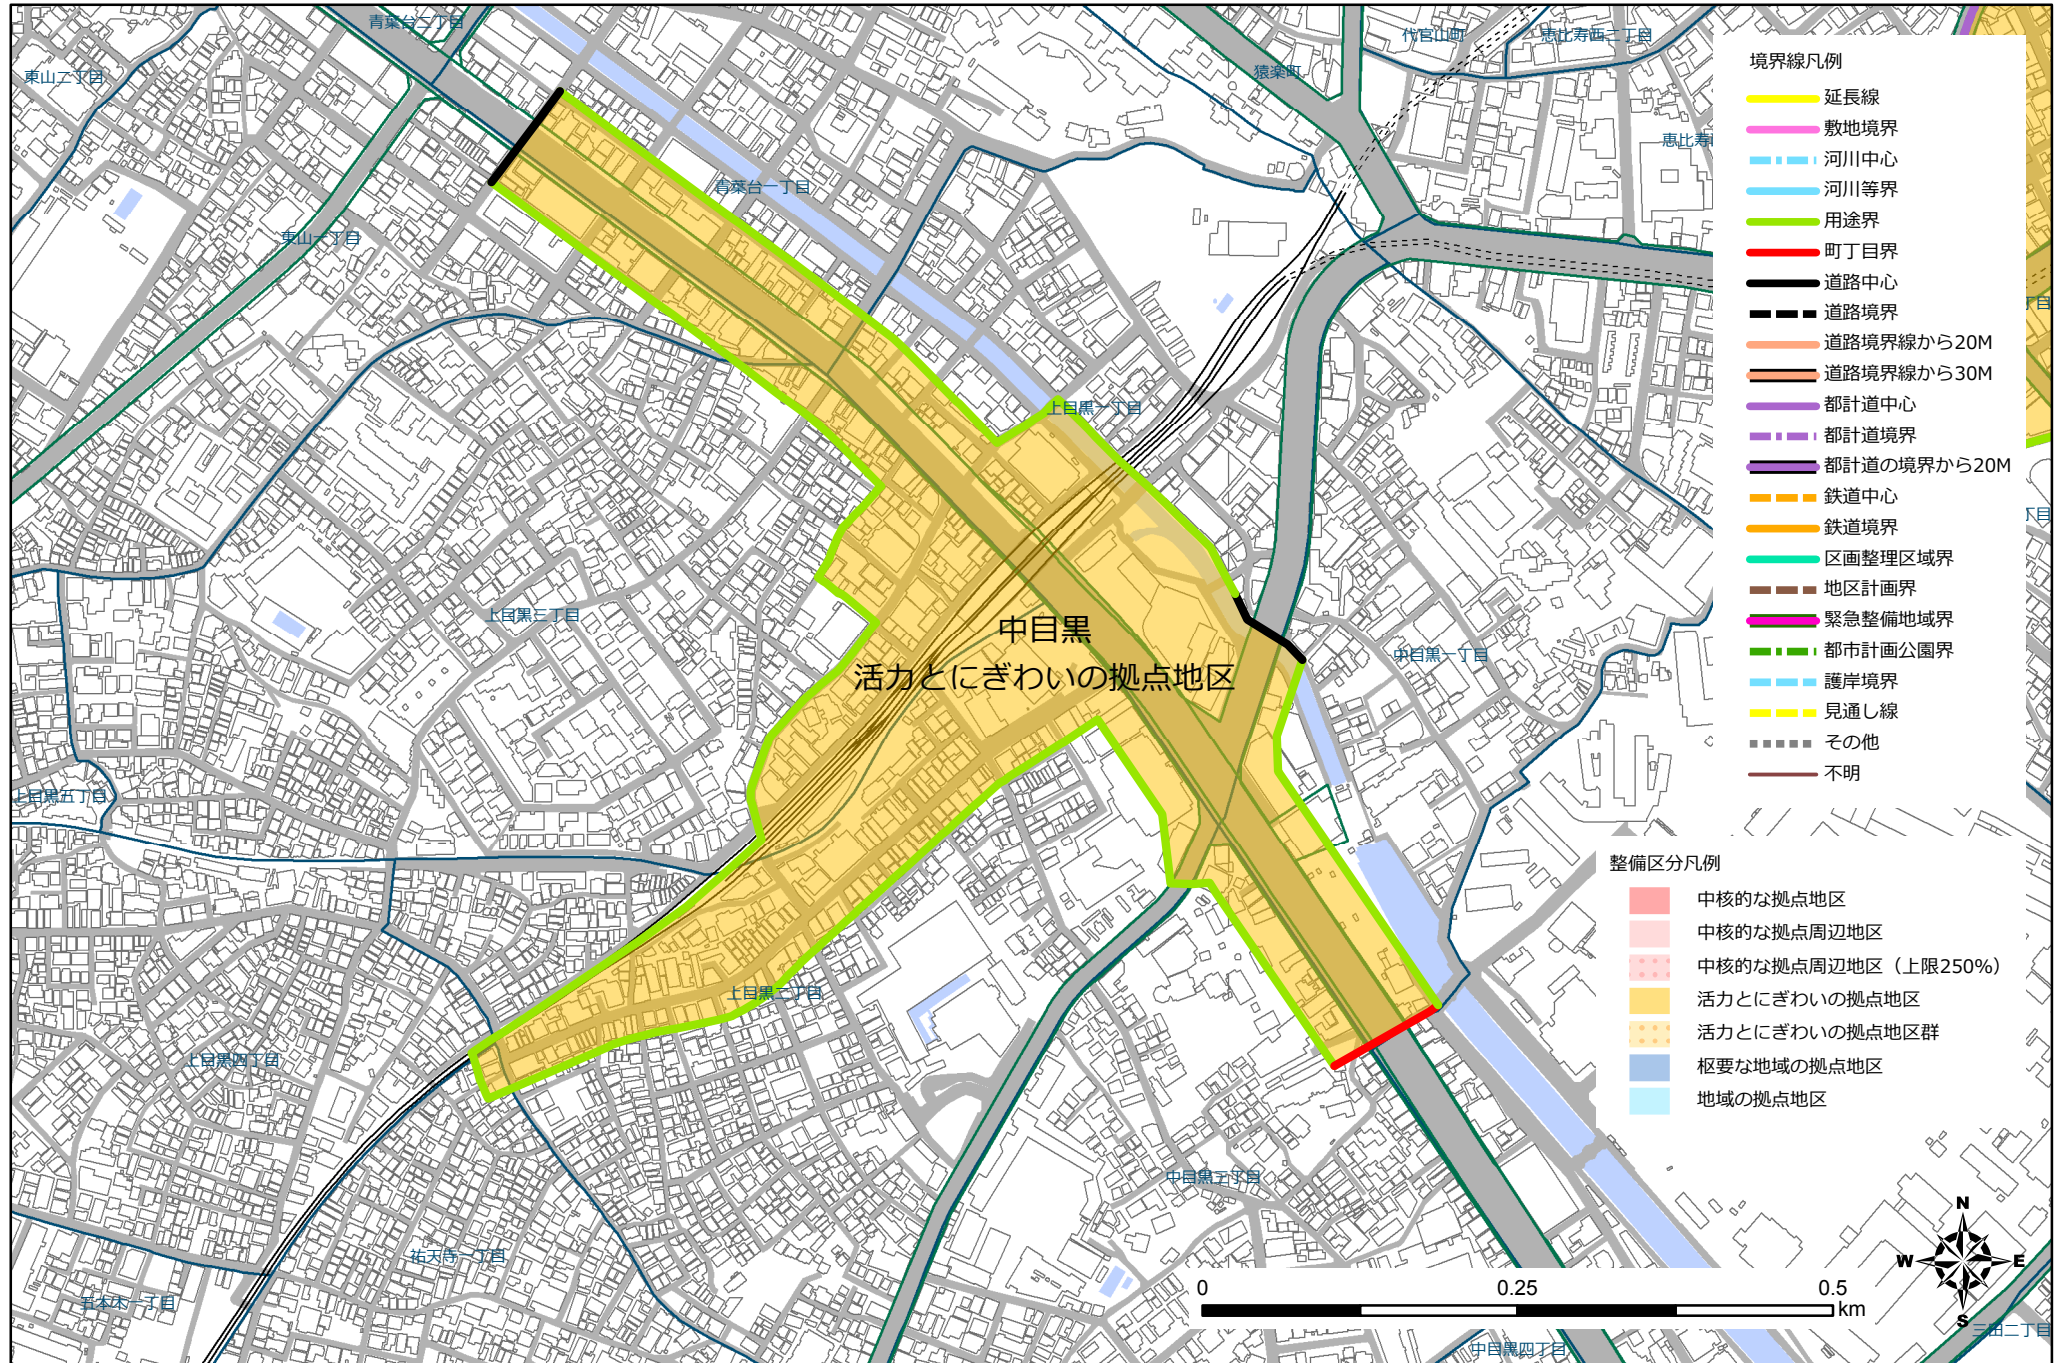 青葉台二丁目
代官山町
恵比寿西二丁目
東山二丁目
猿楽町
青葉台一丁目
東山一丁目
上目黒一丁目
上目黒三丁目
中目黒
活力とにぎわいの拠点地区
中目黒一丁目
上目黒五丁目
上目黒二丁目
上目黒四丁目
中目黒三丁目
祐天寺一丁目
五本木一丁目
中目黒四丁目
三田二丁目
境界線凡例
延長線
敷地境界
河川中心
河川等界
用途界
町丁目界
道路中心
道路境界
道路境界線から20M
道路境界線から30M
都計道中心
都計道境界
都計道の境界から20M
鉄道中心
鉄道境界
区画整理区域界
地区計画界
緊急整備地域界
都市計画公園界
護岸境界
見通し線
その他
不明
整備区分凡例
中核的な拠点地区
中核的な拠点周辺地区
中核的な拠点周辺地区（上限250%）
活力とにぎわいの拠点地区
活力とにぎわいの拠点地区群
枢要な地域の拠点地区
地域の拠点地区
N
W E
S
0 0.25 0.5
km